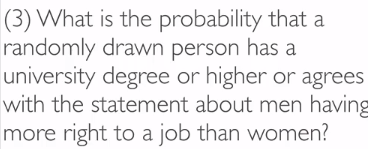 (3) What is the probability that a
randomly drawn person has a
university degree or higher or agrees
with the statement about men having
more right to a job than women?